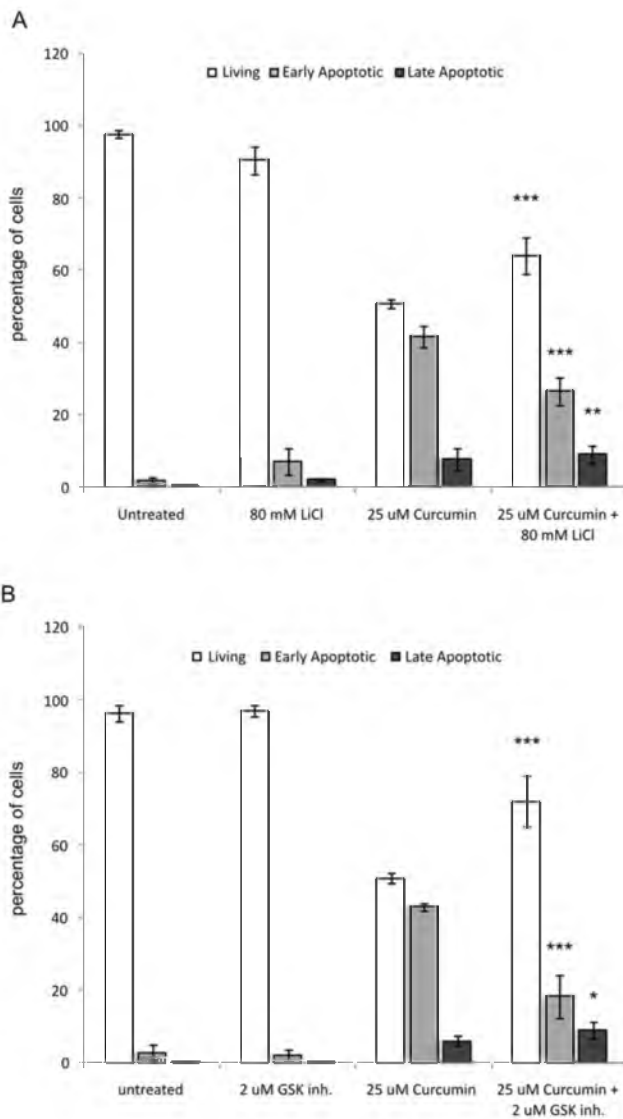 A
120
Living Early Apoptotic Late Apoptotic
100
80
60
40
20
0
percentage of cells
***
***
**
Untreated 80 mM LiCl 25 uM Curcumin 25 uM Curcumin +
80 mM LiCl
B
120
Living Early Apoptotic Late Apoptotic
100
80
60
40
20
0
percentage of cells
***
***
*
untreated 2 uM GSK inh. 25 uM Curcumin 25 uM Curcumin +
2 uM GSK inh.